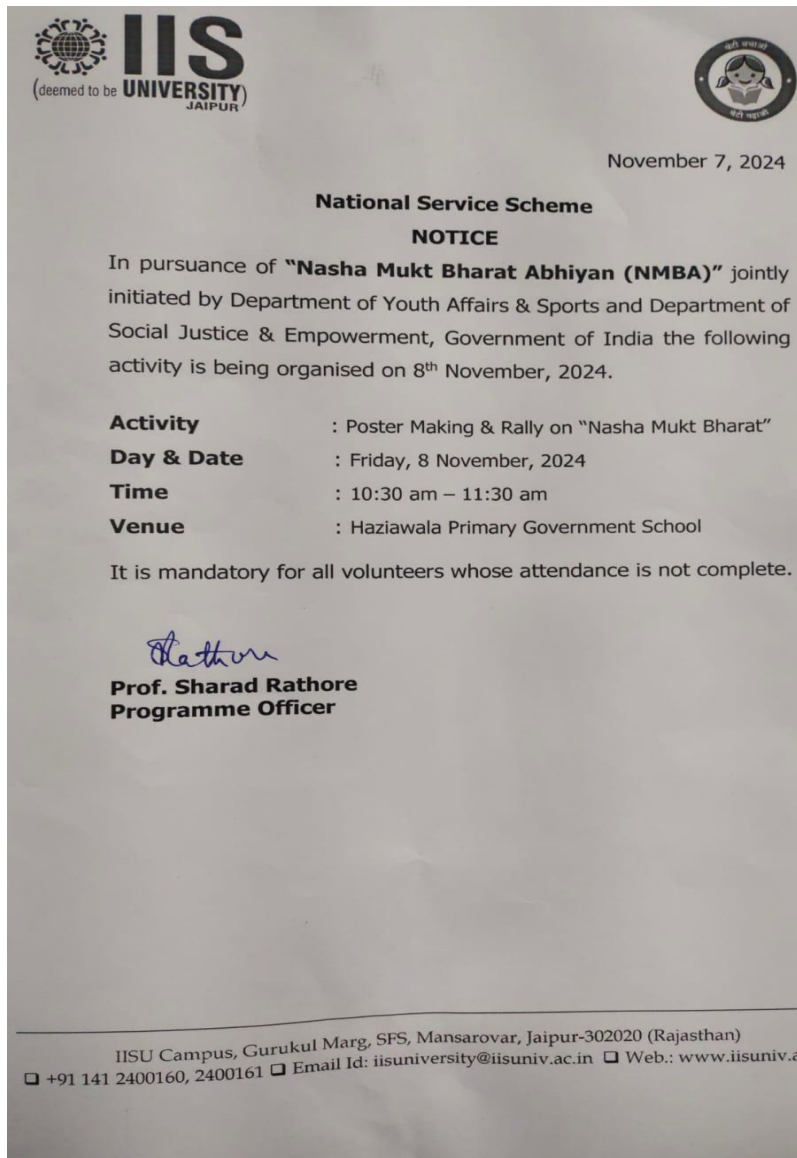 IIS
(deemed to be UNIVERSITY)
JAIPUR
बेटी बचाओ
बेटी पढ़ाओ
November 7, 2024
National Service Scheme
NOTICE
In pursuance of “Nasha Mukt Bharat Abhiyan (NMBA)” jointly
initiated by Department of Youth Affairs & Sports and Department of
Social Justice & Empowerment, Government of India the following
activity is being organised on 8th November, 2024.
Activity : Poster Making & Rally on “Nasha Mukt Bharat”
Day & Date : Friday, 8 November, 2024
Time : 10:30 am – 11:30 am
Venue : Haziawala Primary Government School
It is mandatory for all volunteers whose attendance is not complete.
Rathore
Prof. Sharad Rathore
Programme Officer
IISU Campus, Gurukul Marg, SFS, Mansarovar, Jaipur-302020 (Rajasthan)
❑ +91 141 2400160, 2400161 ❑ Email Id: iisuniversity@iisuniv.ac.in ❑ Web.: www.iisuniv.a